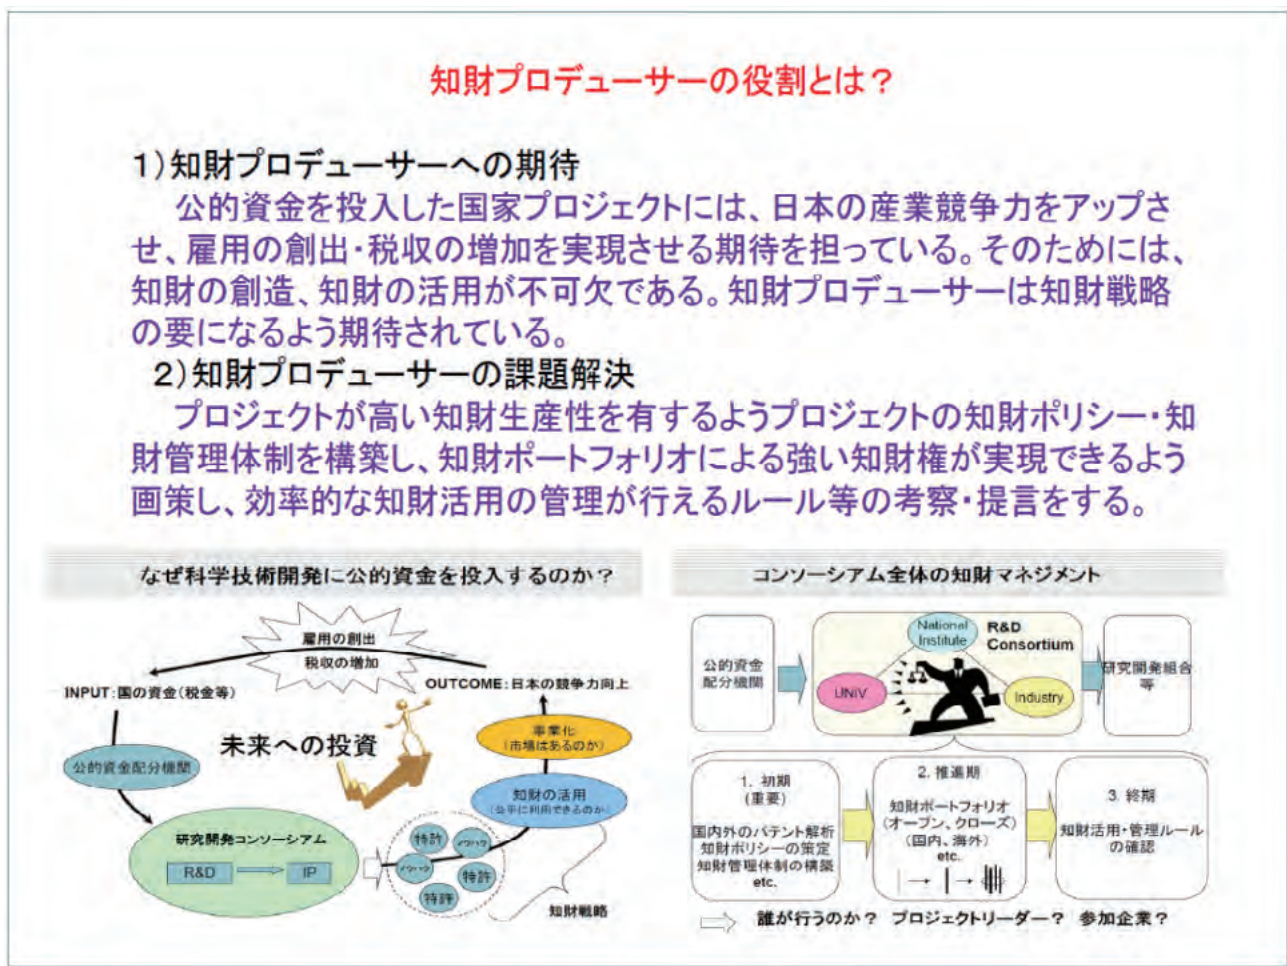 知財プロデューサーの役割とは？
１）知財プロデューサーへの期待
公的資金を投入した国家プロジェクトには、日本の産業競争力をアップさ
せ、雇用の創出・税収の増加を実現させる期待を担っている。そのためには、
知財の創造、知財の活用が不可欠である。知財プロデューサーは知財戦略
の要になるよう期待されている。
２）知財プロデューサーの課題解決
プロジェクトが高い知財生産性を有するようプロジェクトの知財ポリシー・知
財管理体制を構築し、知財ポートフォリオによる強い知財権が実現できるよう
画策し、効率的な知財活用の管理が行えるルール等の考察・提言をする。
なぜ科学技術開発に公的資金を投入するのか？
雇用の創出
税収の増加
INPUT：国の資金（税金等）
OUTCOME：日本の競争力向上
未来への投資
事業化
（市場はあるのか）
公的資金配分機関
知財の活用
（公平に利用できるのか）
研究開発コンソーシアム
R&D
IP
特許
ノウハウ
ノウハウ
特許
特許
知財戦略
コンソーシアム全体の知財マネジメント
公的資金
配分機関
National
Institute
R&D
Consortium
UNIV
Industry
研究開発組合
等
1. 初期
（重要）
国内外のパテント解析
知財ポリシーの策定
知財管理体制の構築
etc.
2. 推進期
知財ポートフォリオ
（オープン、クローズ）
（国内、海外）
etc.
3. 終期
知財活用・管理ルール
の確認
誰が行うのか？ プロジェクトリーダー？ 参加企業？